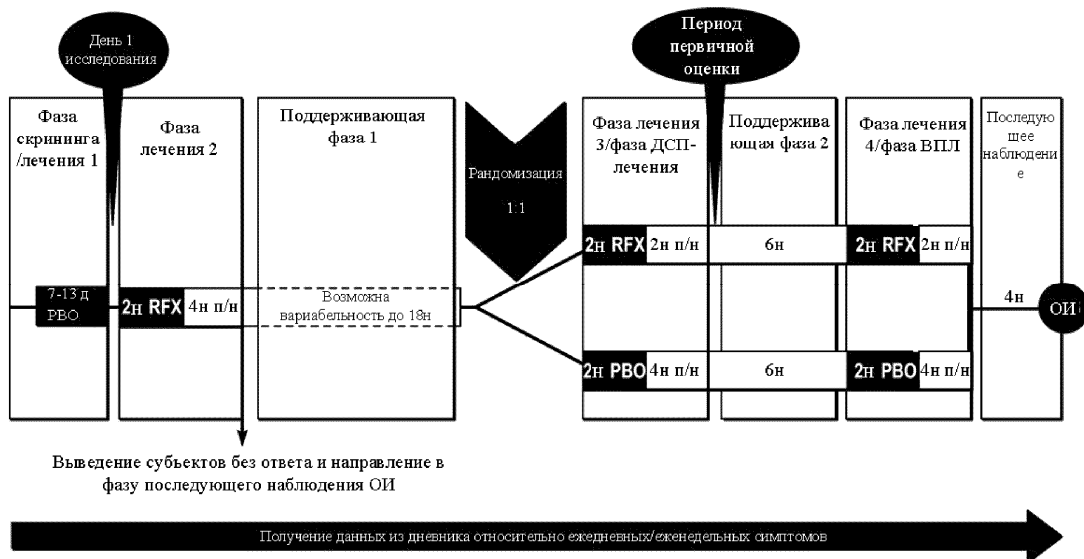 День 1
исследования
Период
первичной
оценки
Фаза
скрининга
/лечения 1
Фаза
лечения 2
Поддерживающая
фаза 1
Рандомизация
1:1
Фаза лечения
3/фаза ДСП-
лечения
Поддержива
ющая фаза 2
Фаза лечения
4/фаза ВПЛ
Последую
щее
наблюдени
е
2н RFX 2н п/н 6н 2н RFX 2н п/н
7-13 д
PBO
2н RFX 4н п/н
Возможна
вариабельность до 18н
4н
ОИ
2н PBO 4н п/н 6н 2н PBO 4н п/н
Выведение субъектов без ответа и направление в
фазу последующего наблюдения ОИ
Получение данных из дневника относительно ежедневных/еженедельных симптомов